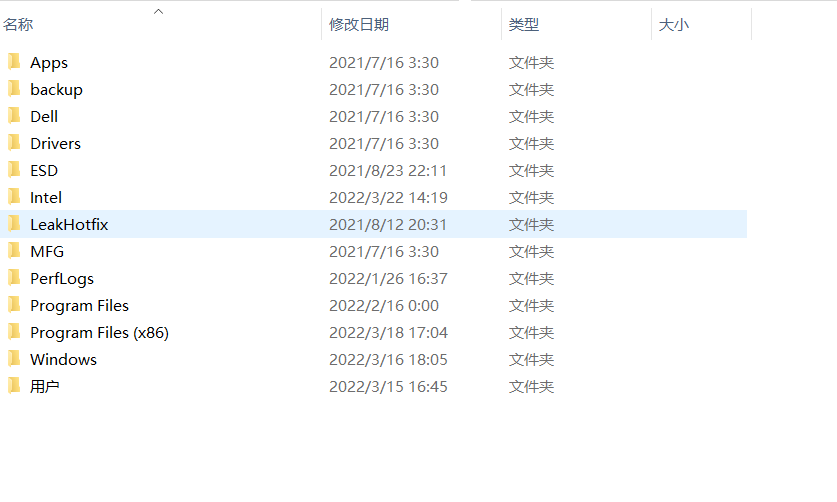 名称 修改日期 类型 大小
Apps 2021/7/16 3:30 文件夹
backup 2021/7/16 3:30 文件夹
Dell 2021/7/16 3:30 文件夹
Drivers 2021/7/16 3:30 文件夹
ESD 2021/8/23 22:11 文件夹
Intel 2022/3/22 14:19 文件夹
LeakHotfix 2021/8/12 20:31 文件夹
MFG 2021/7/16 3:30 文件夹
PerfLogs 2022/1/26 16:37 文件夹
Program Files 2022/2/16 0:00 文件夹
Program Files (x86) 2022/3/18 17:04 文件夹
Windows 2022/3/16 18:05 文件夹
用户 2022/3/15 16:45 文件夹